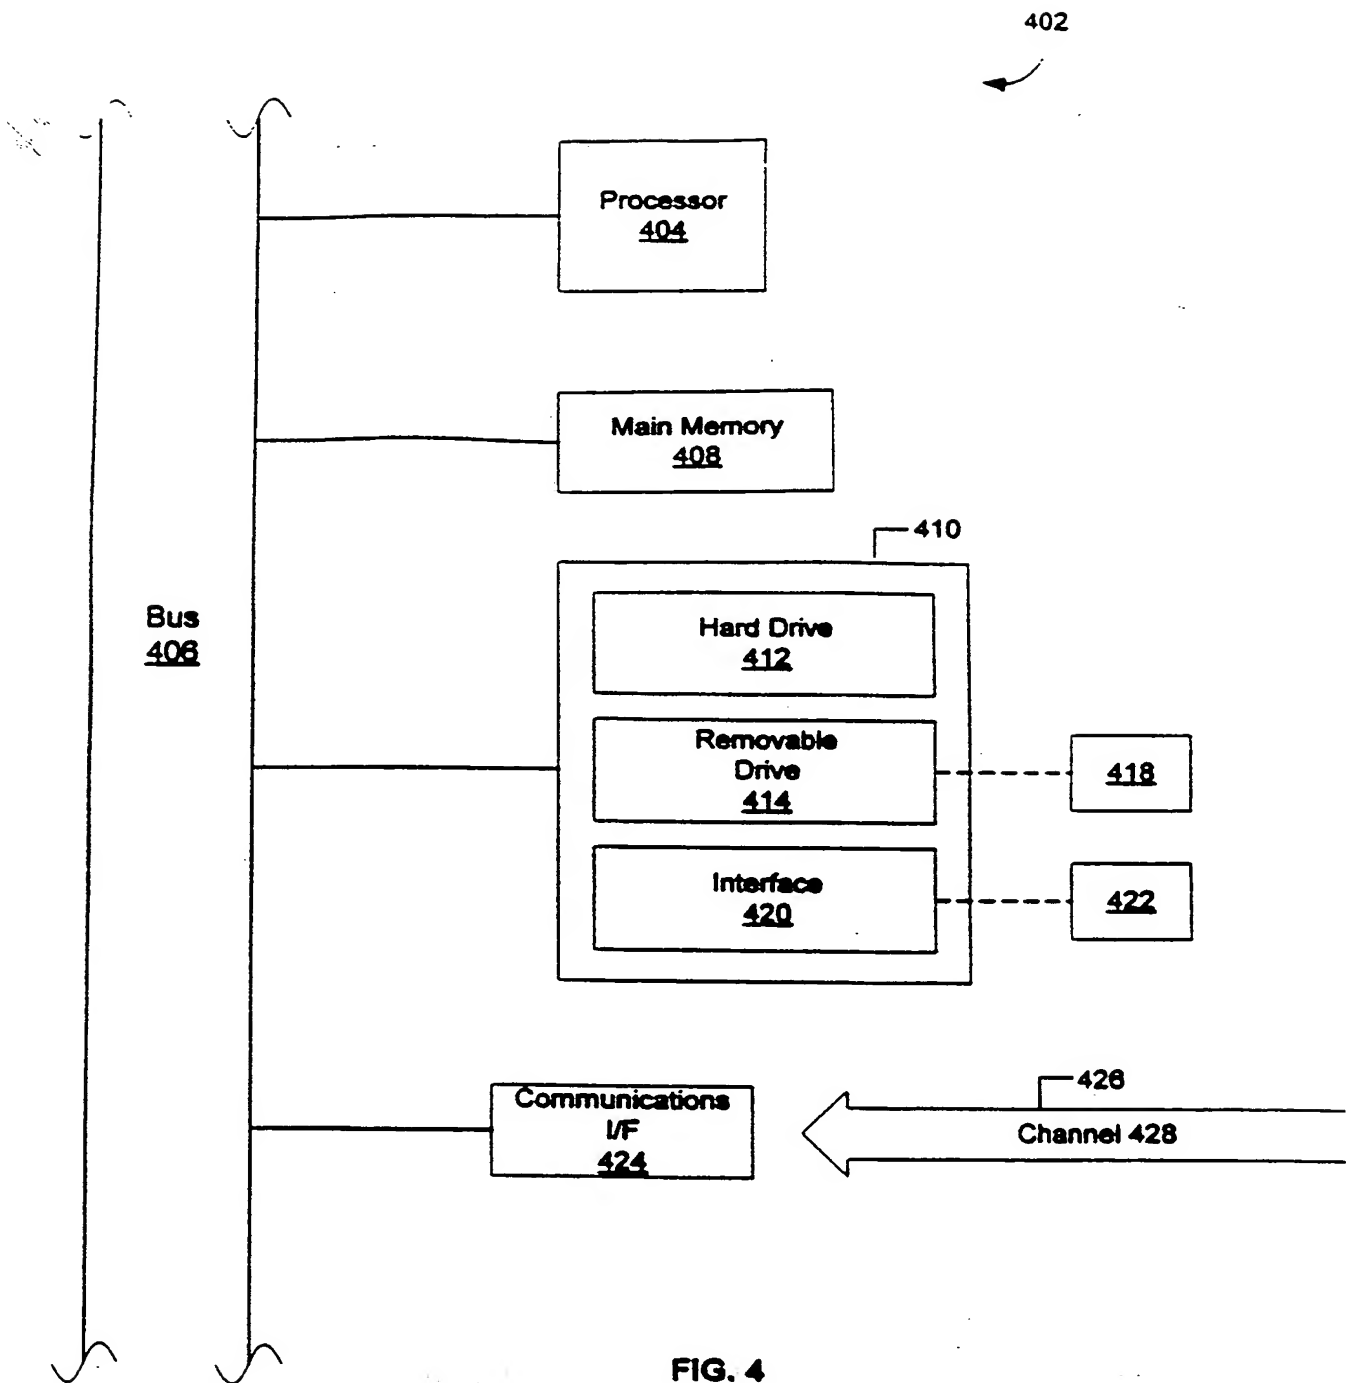 402
Processor
404
Main Memory
408
410
Bus
406
Hard Drive
412
Removable
Drive
414
418
Interface
420
422
426
Communications
I/F
424
Channel 428
FIG. 4